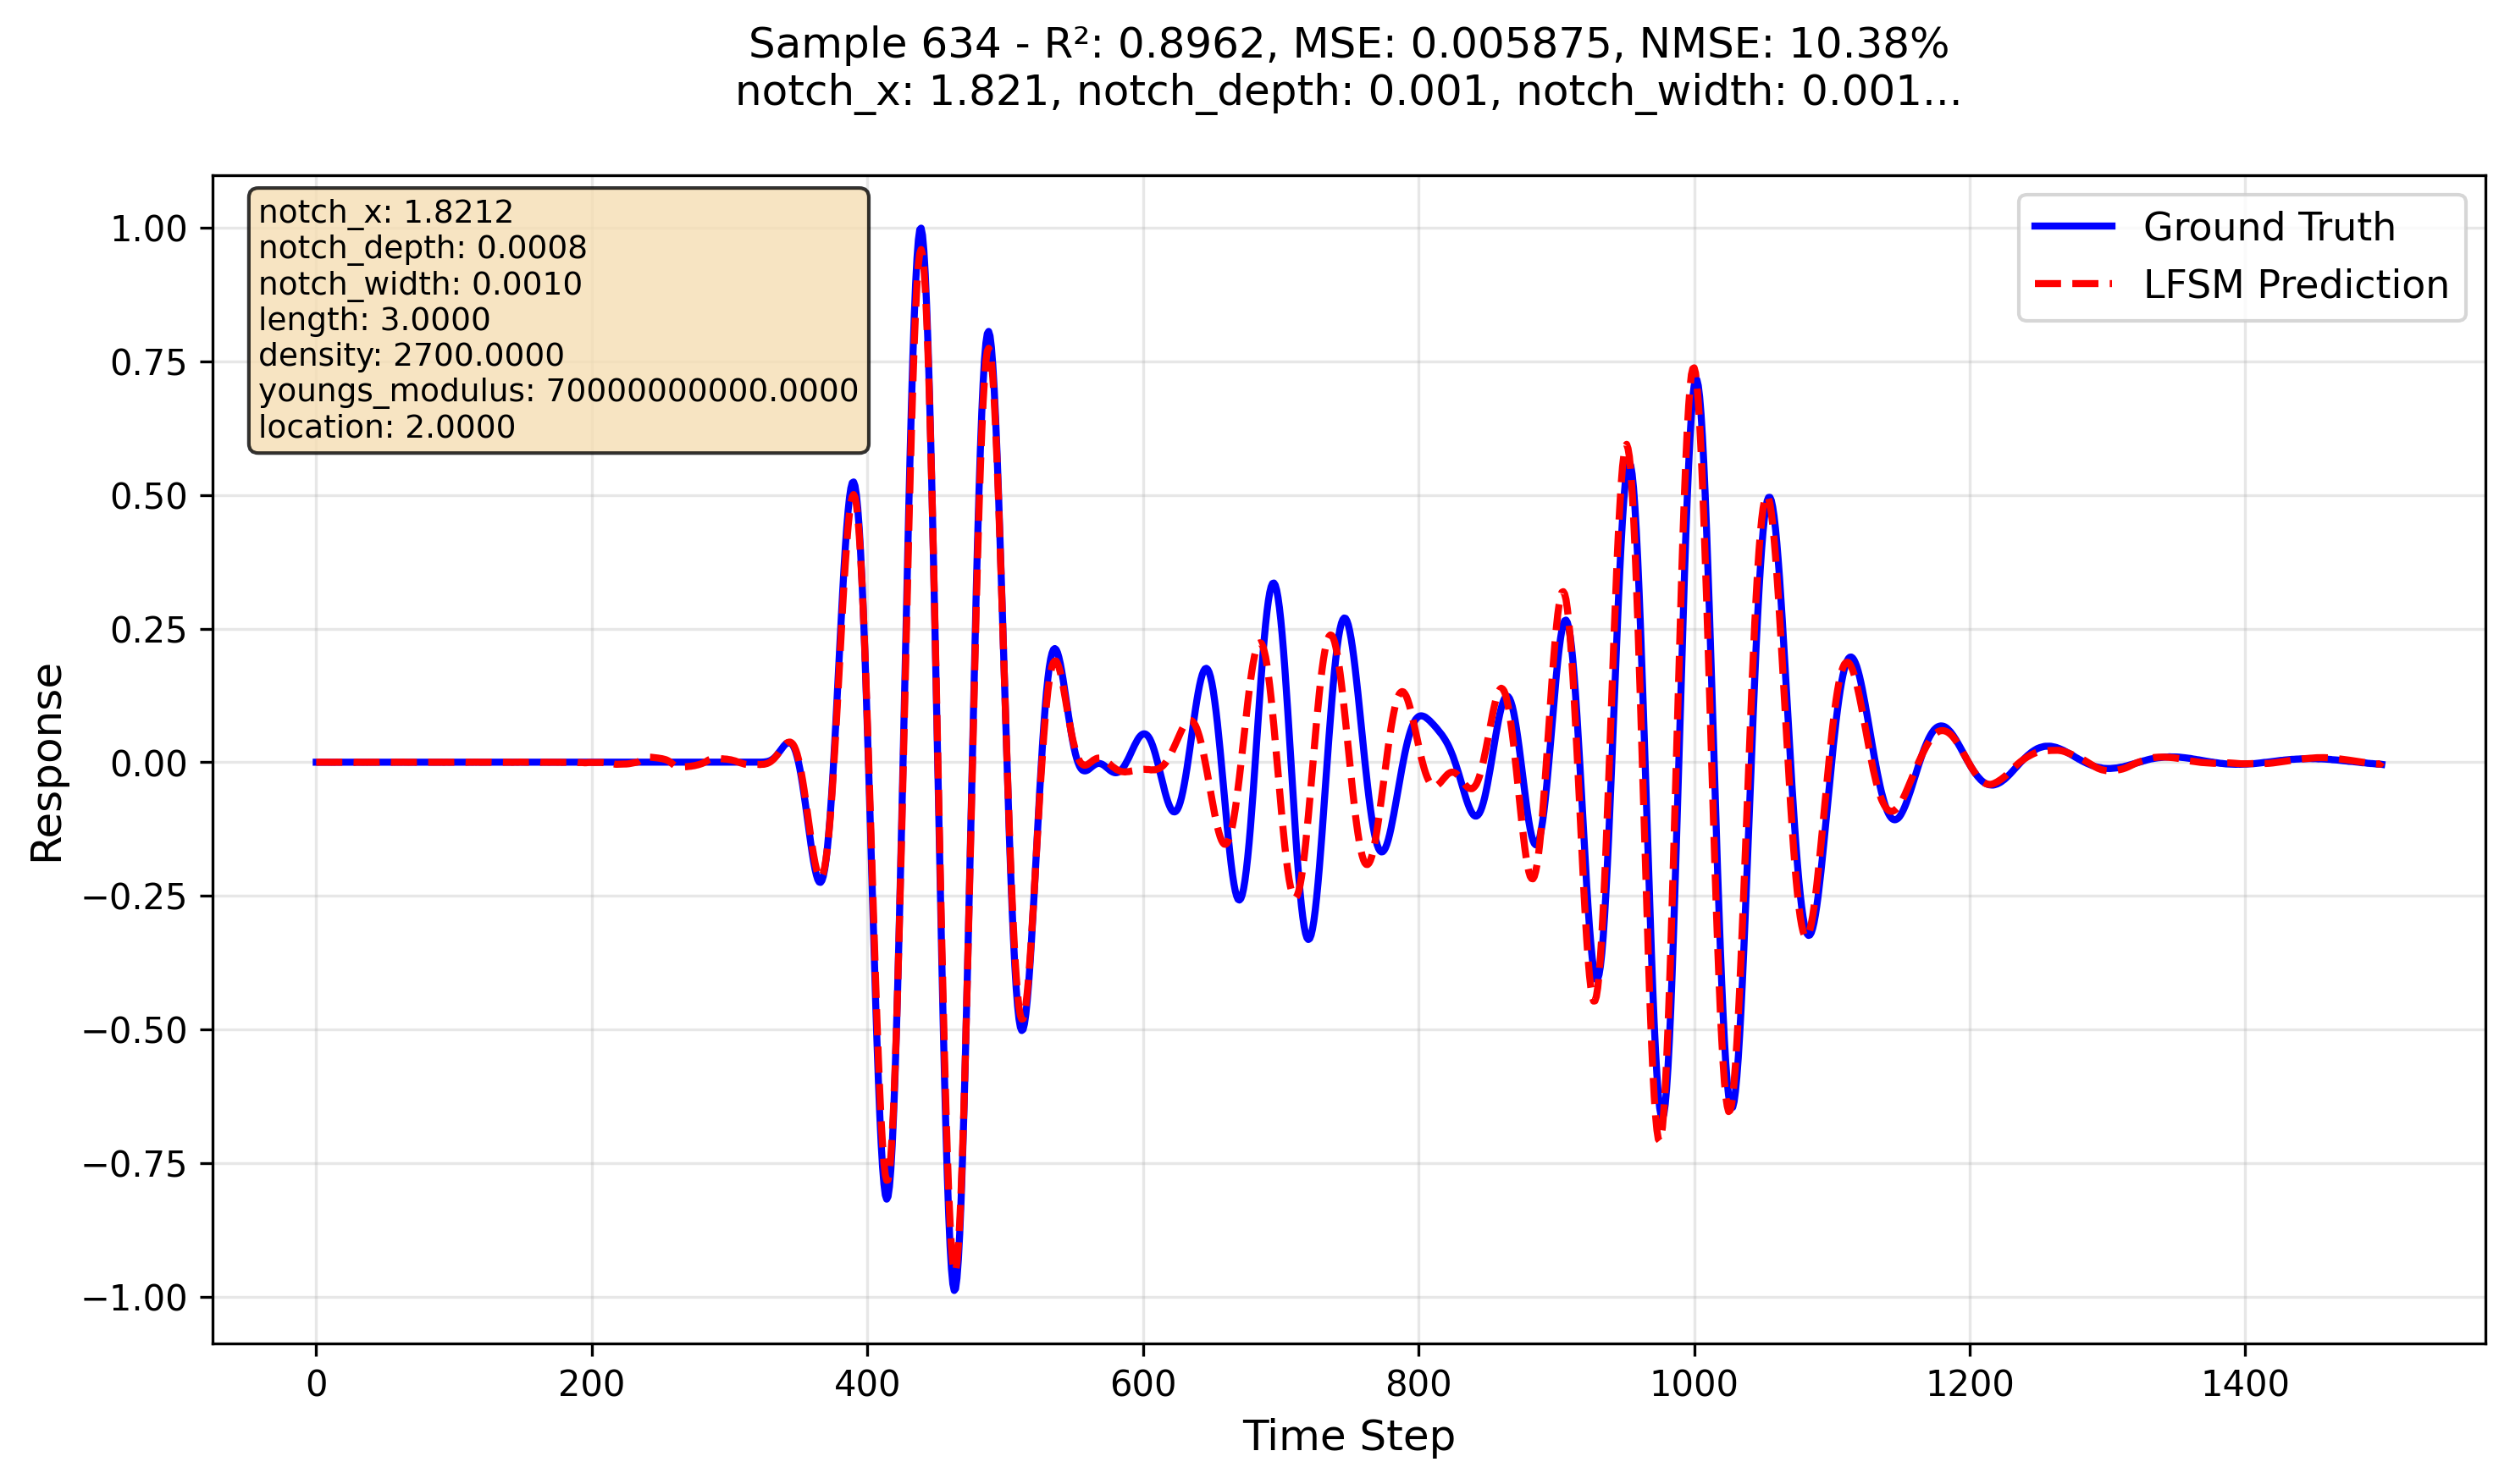 Sample 634 - R²: 0.8962, MSE: 0.005875, NMSE: 10.38%
notch_x: 1.821, notch_depth: 0.001, notch_width: 0.001...
notch_x: 1.8212
notch_depth: 0.0008
notch_width: 0.0010
length: 3.0000
density: 2700.0000
youngs_modulus: 70000000000.0000
location: 2.0000
Ground Truth
LFSM Prediction
Response
1.00
0.75
0.50
0.25
0.00
−0.25
−0.50
−0.75
−1.00
0 200 400 600 800 1000 1200 1400
Time Step